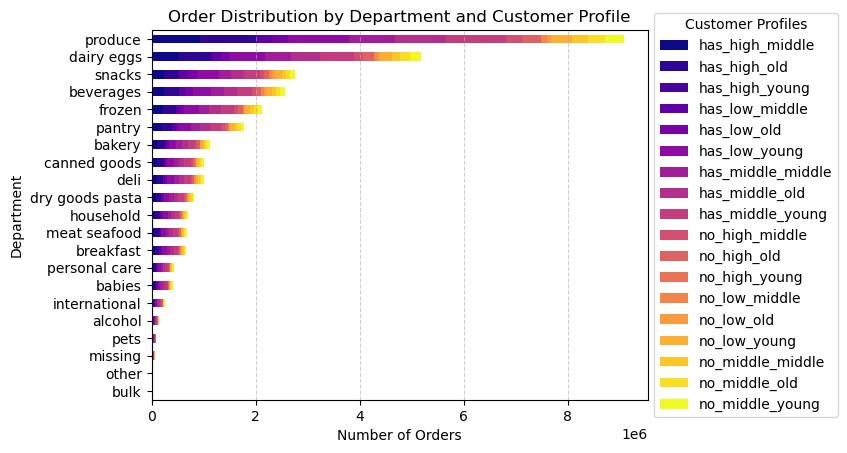 Order Distribution by Department and Customer Profile
Department
produce
dairy eggs
snacks
beverages
frozen
pantry
bakery
canned goods
deli
dry goods pasta
household
meat seafood
breakfast
personal care
babies
international
alcohol
pets
missing
other
bulk
0 2 4 6 8
1e6
Number of Orders
Customer Profiles
has_high_middle
has_high_old
has_high_young
has_low_middle
has_low_old
has_low_young
has_middle_middle
has_middle_old
has_middle_young
no_high_middle
no_high_old
no_high_young
no_low_middle
no_low_old
no_low_young
no_middle_middle
no_middle_old
no_middle_young